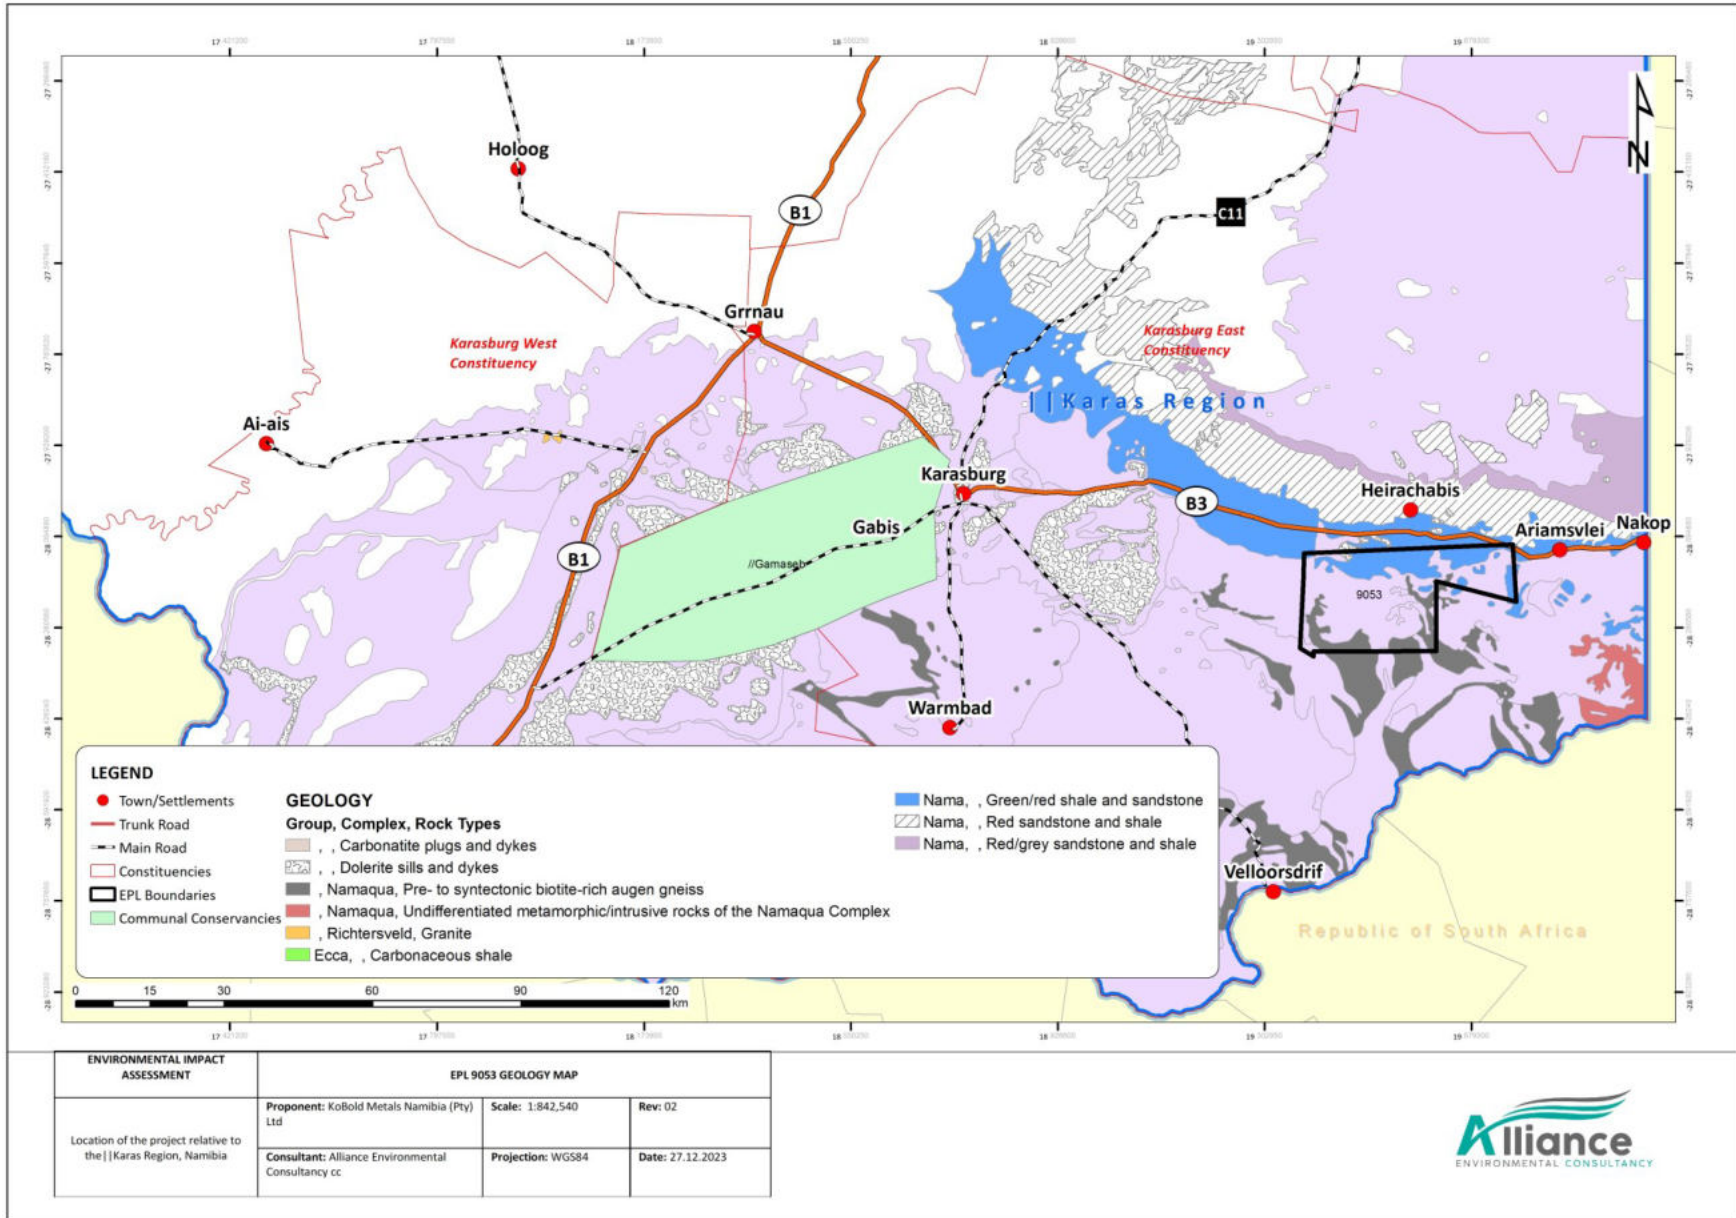 Holoog
B1
C11
Grrnau
Karasburg West
Constituency
Karasburg East
Constituency
||Karas Region
Ai-ais
Karasburg
B3
Heirachabis
Ariamsvlei
Nakop
Gabis
B1
//Gamaseb
9053
Warmbad
Velloorsdrif
Republic of South Africa
N
LEGEND
Town/Settlements
Trunk Road
Main Road
Constituencies
EPL Boundaries
Communal Conservancies
GEOLOGY
Group, Complex, Rock Types
, , Carbonatite plugs and dykes
, , Dolerite sills and dykes
, Namaqua, Pre- to syntectonic biotite-rich augen gneiss
, Namaqua, Undifferentiated metamorphic/intrusive rocks of the Namaqua Complex
, Richtersveld, Granite
Ecca, , Carbonaceous shale
Nama, , Green/red shale and sandstone
Nama, , Red sandstone and shale
Nama, , Red/grey sandstone and shale
0 15 30 60 90 120
km
ENVIRONMENTAL IMPACT
ASSESSMENT
EPL 9053 GEOLOGY MAP
Location of the project relative to
the||Karas Region, Namibia
Proponent: KoBold Metals Namibia (Pty)
Ltd
Scale: 1:842,540
Rev: 02
Consultant: Alliance Environmental
Consultancy cc
Projection: WGS84
Date: 27.12.2023
Alliance
ENVIRONMENTAL CONSULTANCY